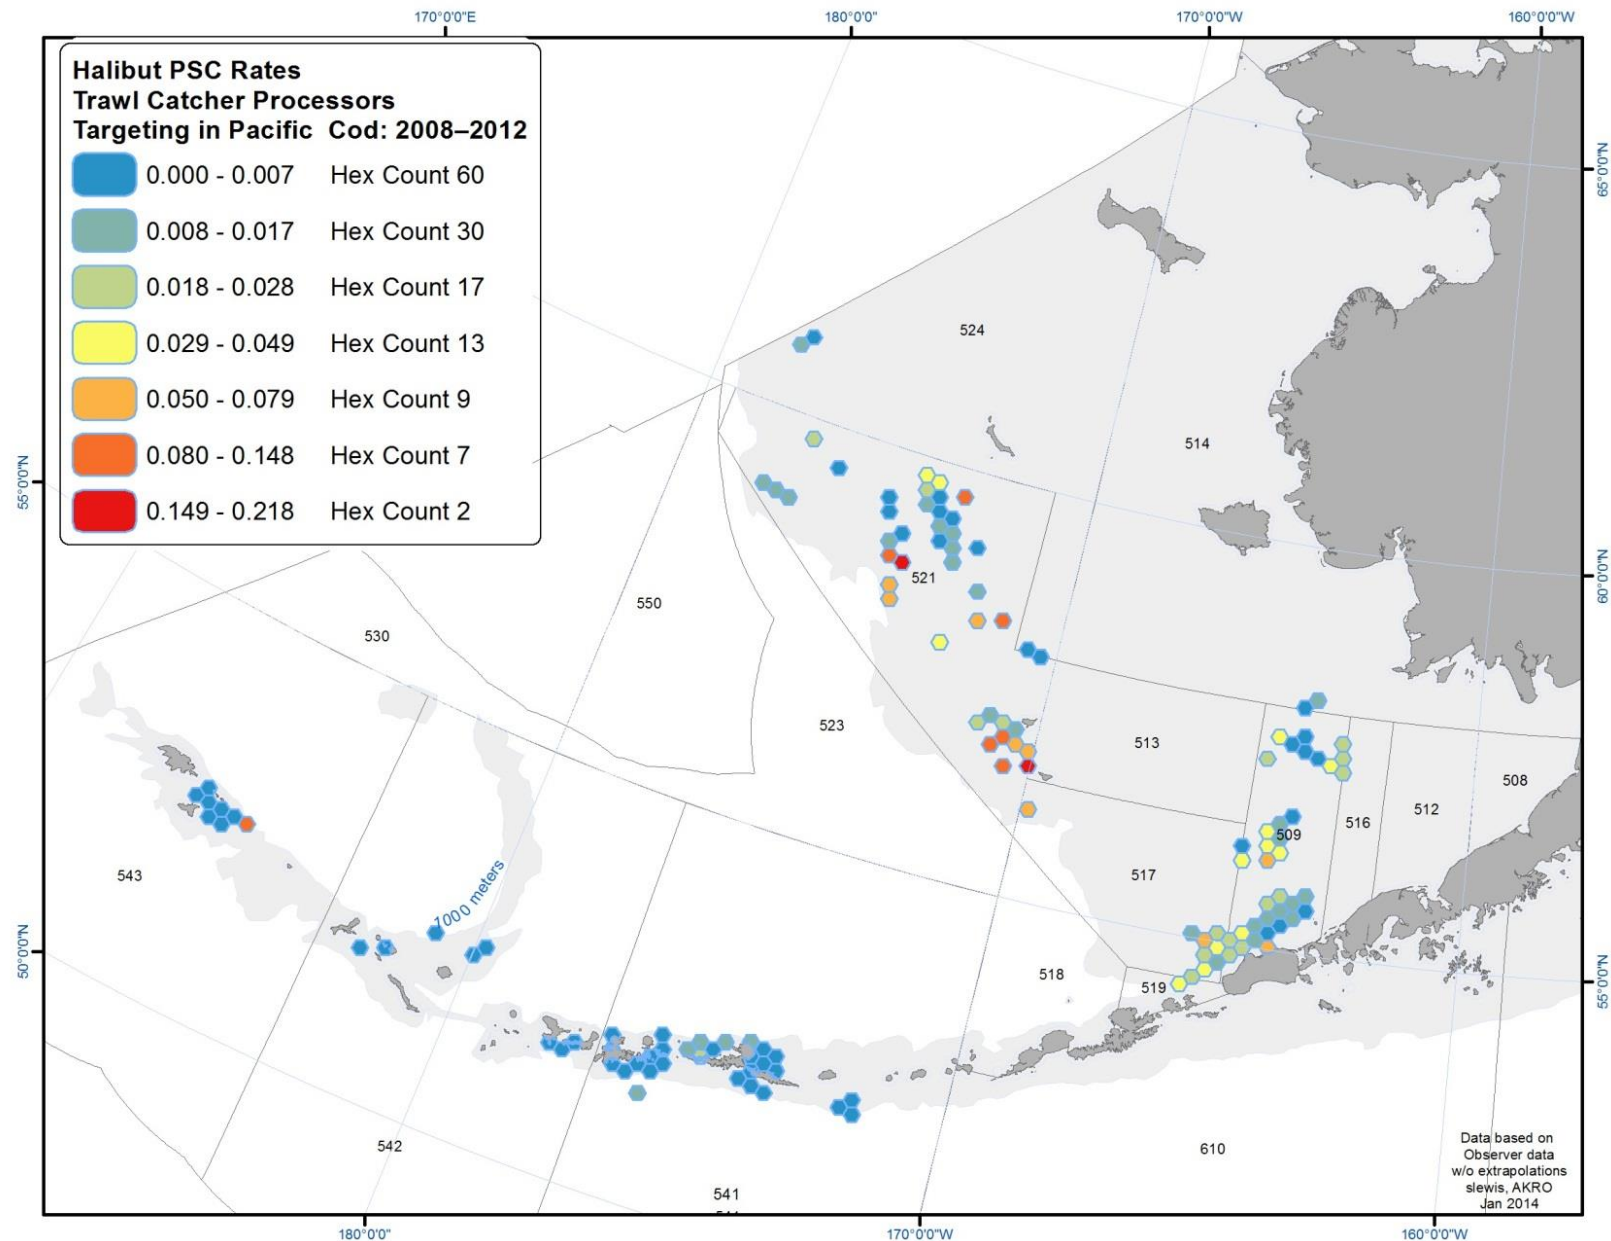 170°0'0"E
180°0'0"
170°0'0"W
160°0'0"W
Halibut PSC Rates
Trawl Catcher Processors
Targeting in Pacific Cod: 2008–2012
0.000 - 0.007 Hex Count 60
0.008 - 0.017 Hex Count 30
0.018 - 0.028 Hex Count 17
0.029 - 0.049 Hex Count 13
0.050 - 0.079 Hex Count 9
0.080 - 0.148 Hex Count 7
0.149 - 0.218 Hex Count 2
65°0'0"N
524
514
55°0'0"N
521
60°0'0"N
550
530
523
513
508
512
516
509
543
517
1000 meters
50°0'0"N
518
519
55°0'0"N
542
610
541
Data based on
Observer data
w/o extrapolations
slewis, AKRO
Jan 2014
180°0'0"
170°0'0"W
160°0'0"W